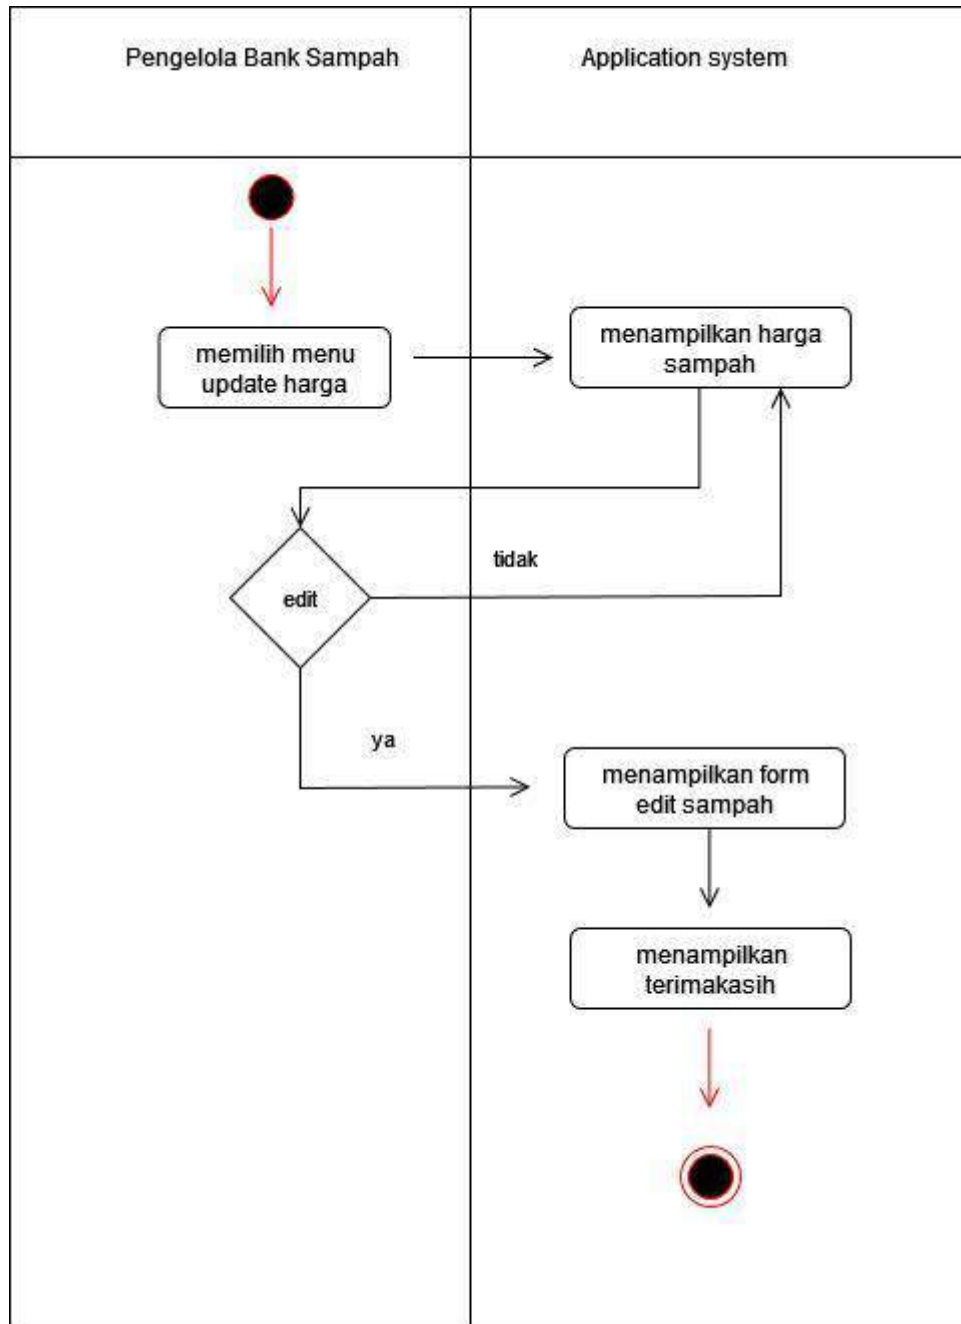 Pengelola Bank Sampah
Application system
memilih menu
update harga
menampilkan harga
sampah
tidak
edit
ya
menampilkan form
edit sampah
menampilkan
terimakasih